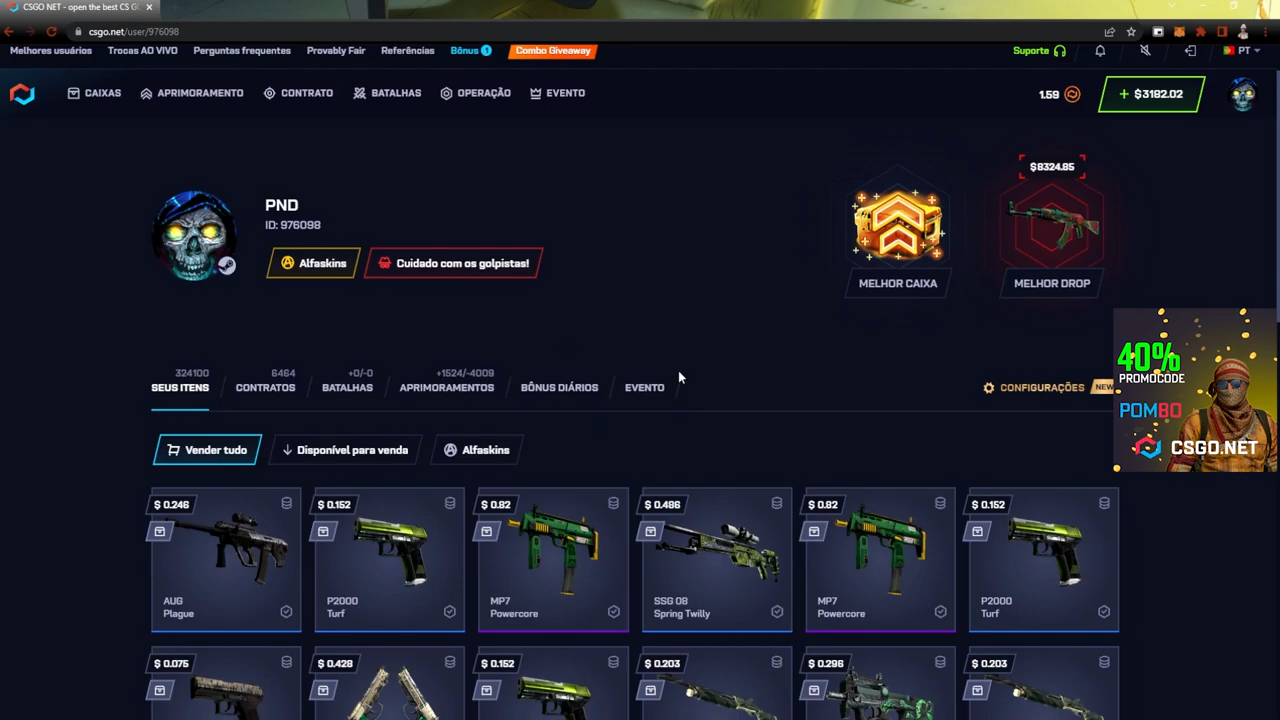 CSGO NET - open the best CS G
csgo.net/user/976098
Melhores usuários Trocas AO VIVO Perguntas frequentes Provably Fair Referências Bônus 1 Combo Giveaway Suporte PT
CAIXAS APRIMORAMENTO CONTRATO BATALHAS OPERAÇÃO EVENTO 1.59 + $3182.02
$8324.85
PND
ID: 976098
Alfaskins Cuidado com os golpistas!
MELHOR CAIXA MELHOR DROP
40%
PROMOCODE
POM80
CSGO.NET
324100 6464 +0/-0 +1524/-4009
SEUS ITENS CONTRATOS BATALHAS APRIMORAMENTOS BÔNUS DIÁRIOS EVENTO CONFIGURAÇÕES NEW
Vender tudo Disponível para venda Alfaskins
$ 0.246 $ 0.152 $ 0.82 $ 0.486 $ 0.82 $ 0.152
AUG P2000 MP7 SSG 08 MP7 P2000
Plague Turf Powercore Spring Twilly Powercore Turf
$ 0.075 $ 0.428 $ 0.152 $ 0.203 $ 0.296 $ 0.203